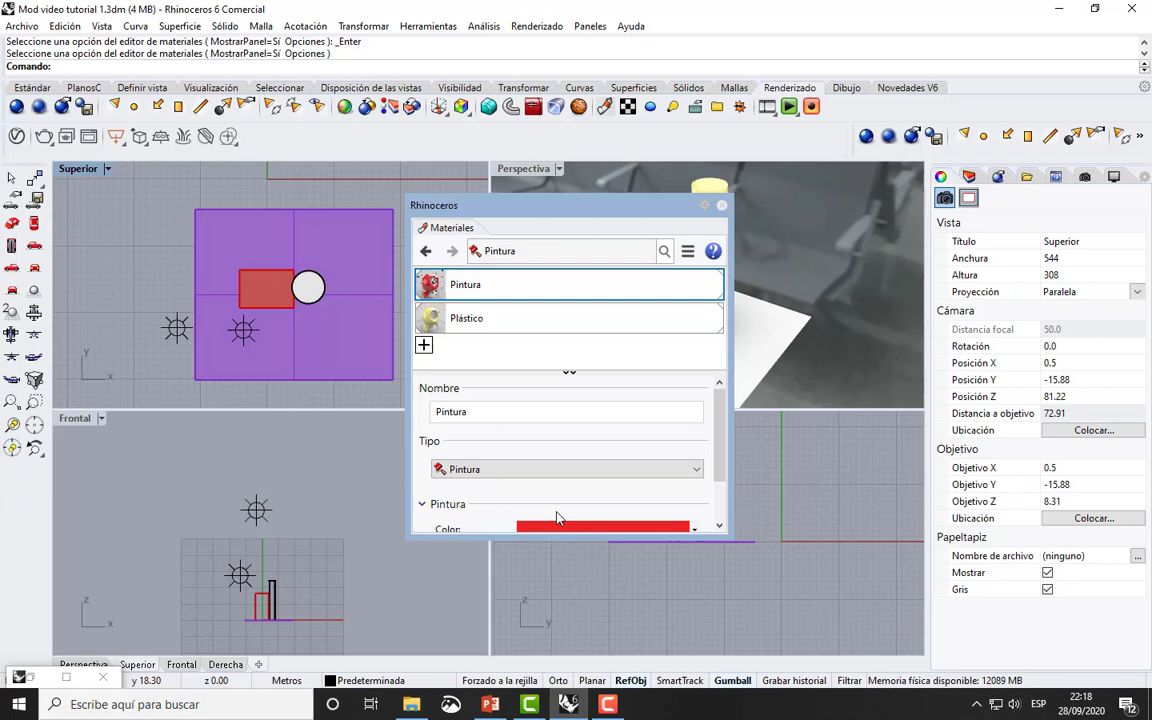 Mod video tutorial 1.3dm (4 MB) - Rhinoceros 6 Comercial
Archivo Edición Vista Curva Superficie Sólido Malla Acotación Transformar Herramientas Análisis Renderizado Paneles Ayuda
Seleccione una opción del editor de materiales ( MostrarPanel=Sí Opciones ): _Enter
Seleccione una opción del editor de materiales ( MostrarPanel=Sí Opciones )
Comando:
Estándar PlanosC Definir vista Visualización Seleccionar Disposición de las vistas Visibilidad Transformar Curvas Superficies Sólidos Mallas Renderizado Dibujo Novedades V6
Superior
Perspectiva
Rhinoceros
Materiales
Pintura
Pintura
Plástico
Nombre
Pintura
Tipo
Pintura
Pintura
Color:
y
x
Frontal
z
x
z
y
Vista
Título Superior
Anchura 544
Altura 308
Proyección Paralela
Cámara
Distancia focal 50.0
Rotación 0.0
Posición X 0.5
Posición Y -15.88
Posición Z 81.22
Distancia a objetivo 72.91
Ubicación Colocar...
Objetivo
Objetivo X 0.5
Objetivo Y -15.88
Objetivo Z 8.31
Ubicación Colocar...
Papeltapiz
Nombre de archivo (ninguno) ...
Mostrar
Gris
Perspectiva Superior Frontal Derecha
y 18.30 z 0.00 Metros Predeterminada Forzado a la rejilla Orto Planar RefObj SmartTrack Gumball Grabar historial Filtrar Memoria física disponible: 12089 MB
Escribe aquí para buscar
ESP
22:18
28/09/2020
12